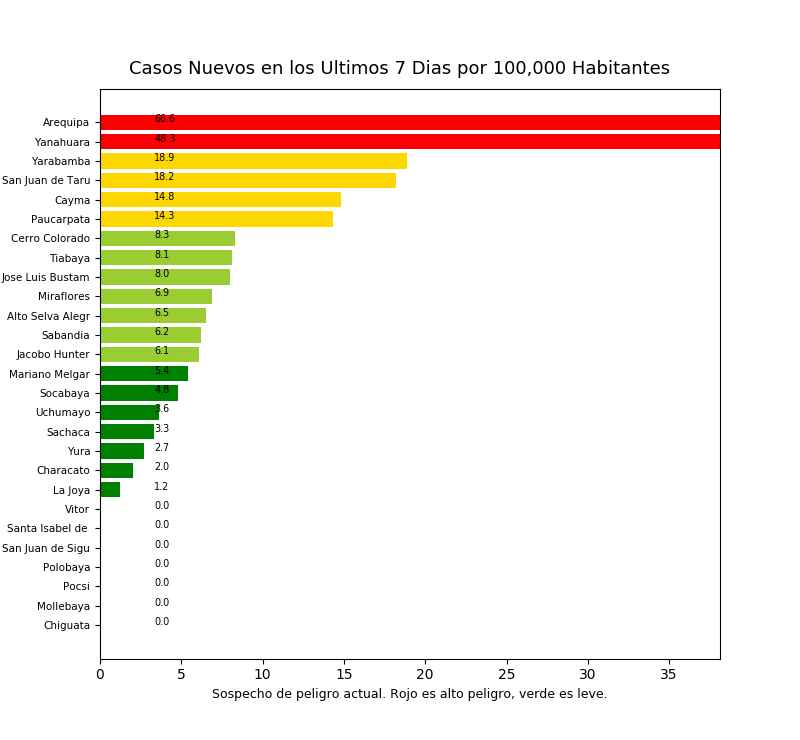 Casos Nuevos en los Ultimos 7 Dias por 100,000 Habitantes
Arequipa 66.6
Yanahuara 48.3
Yarabamba 18.9
San Juan de Taru 18.2
Cayma 14.8
Paucarpata 14.3
Cerro Colorado 8.3
Tiabaya 8.1
Jose Luis Bustam 8.0
Miraflores 6.9
Alto Selva Alegr 6.5
Sabandia 6.2
Jacobo Hunter 6.1
Mariano Melgar 5.4
Socabaya 4.8
Uchumayo 3.6
Sachaca 3.3
Yura 2.7
Characato 2.0
La Joya 1.2
Vitor 0.0
Santa Isabel de 0.0
San Juan de Sigu 0.0
Polobaya 0.0
Pocsi 0.0
Mollebaya 0.0
Chiguata 0.0
0 5 10 15 20 25 30 35
Sospecho de peligro actual. Rojo es alto peligro, verde es leve.